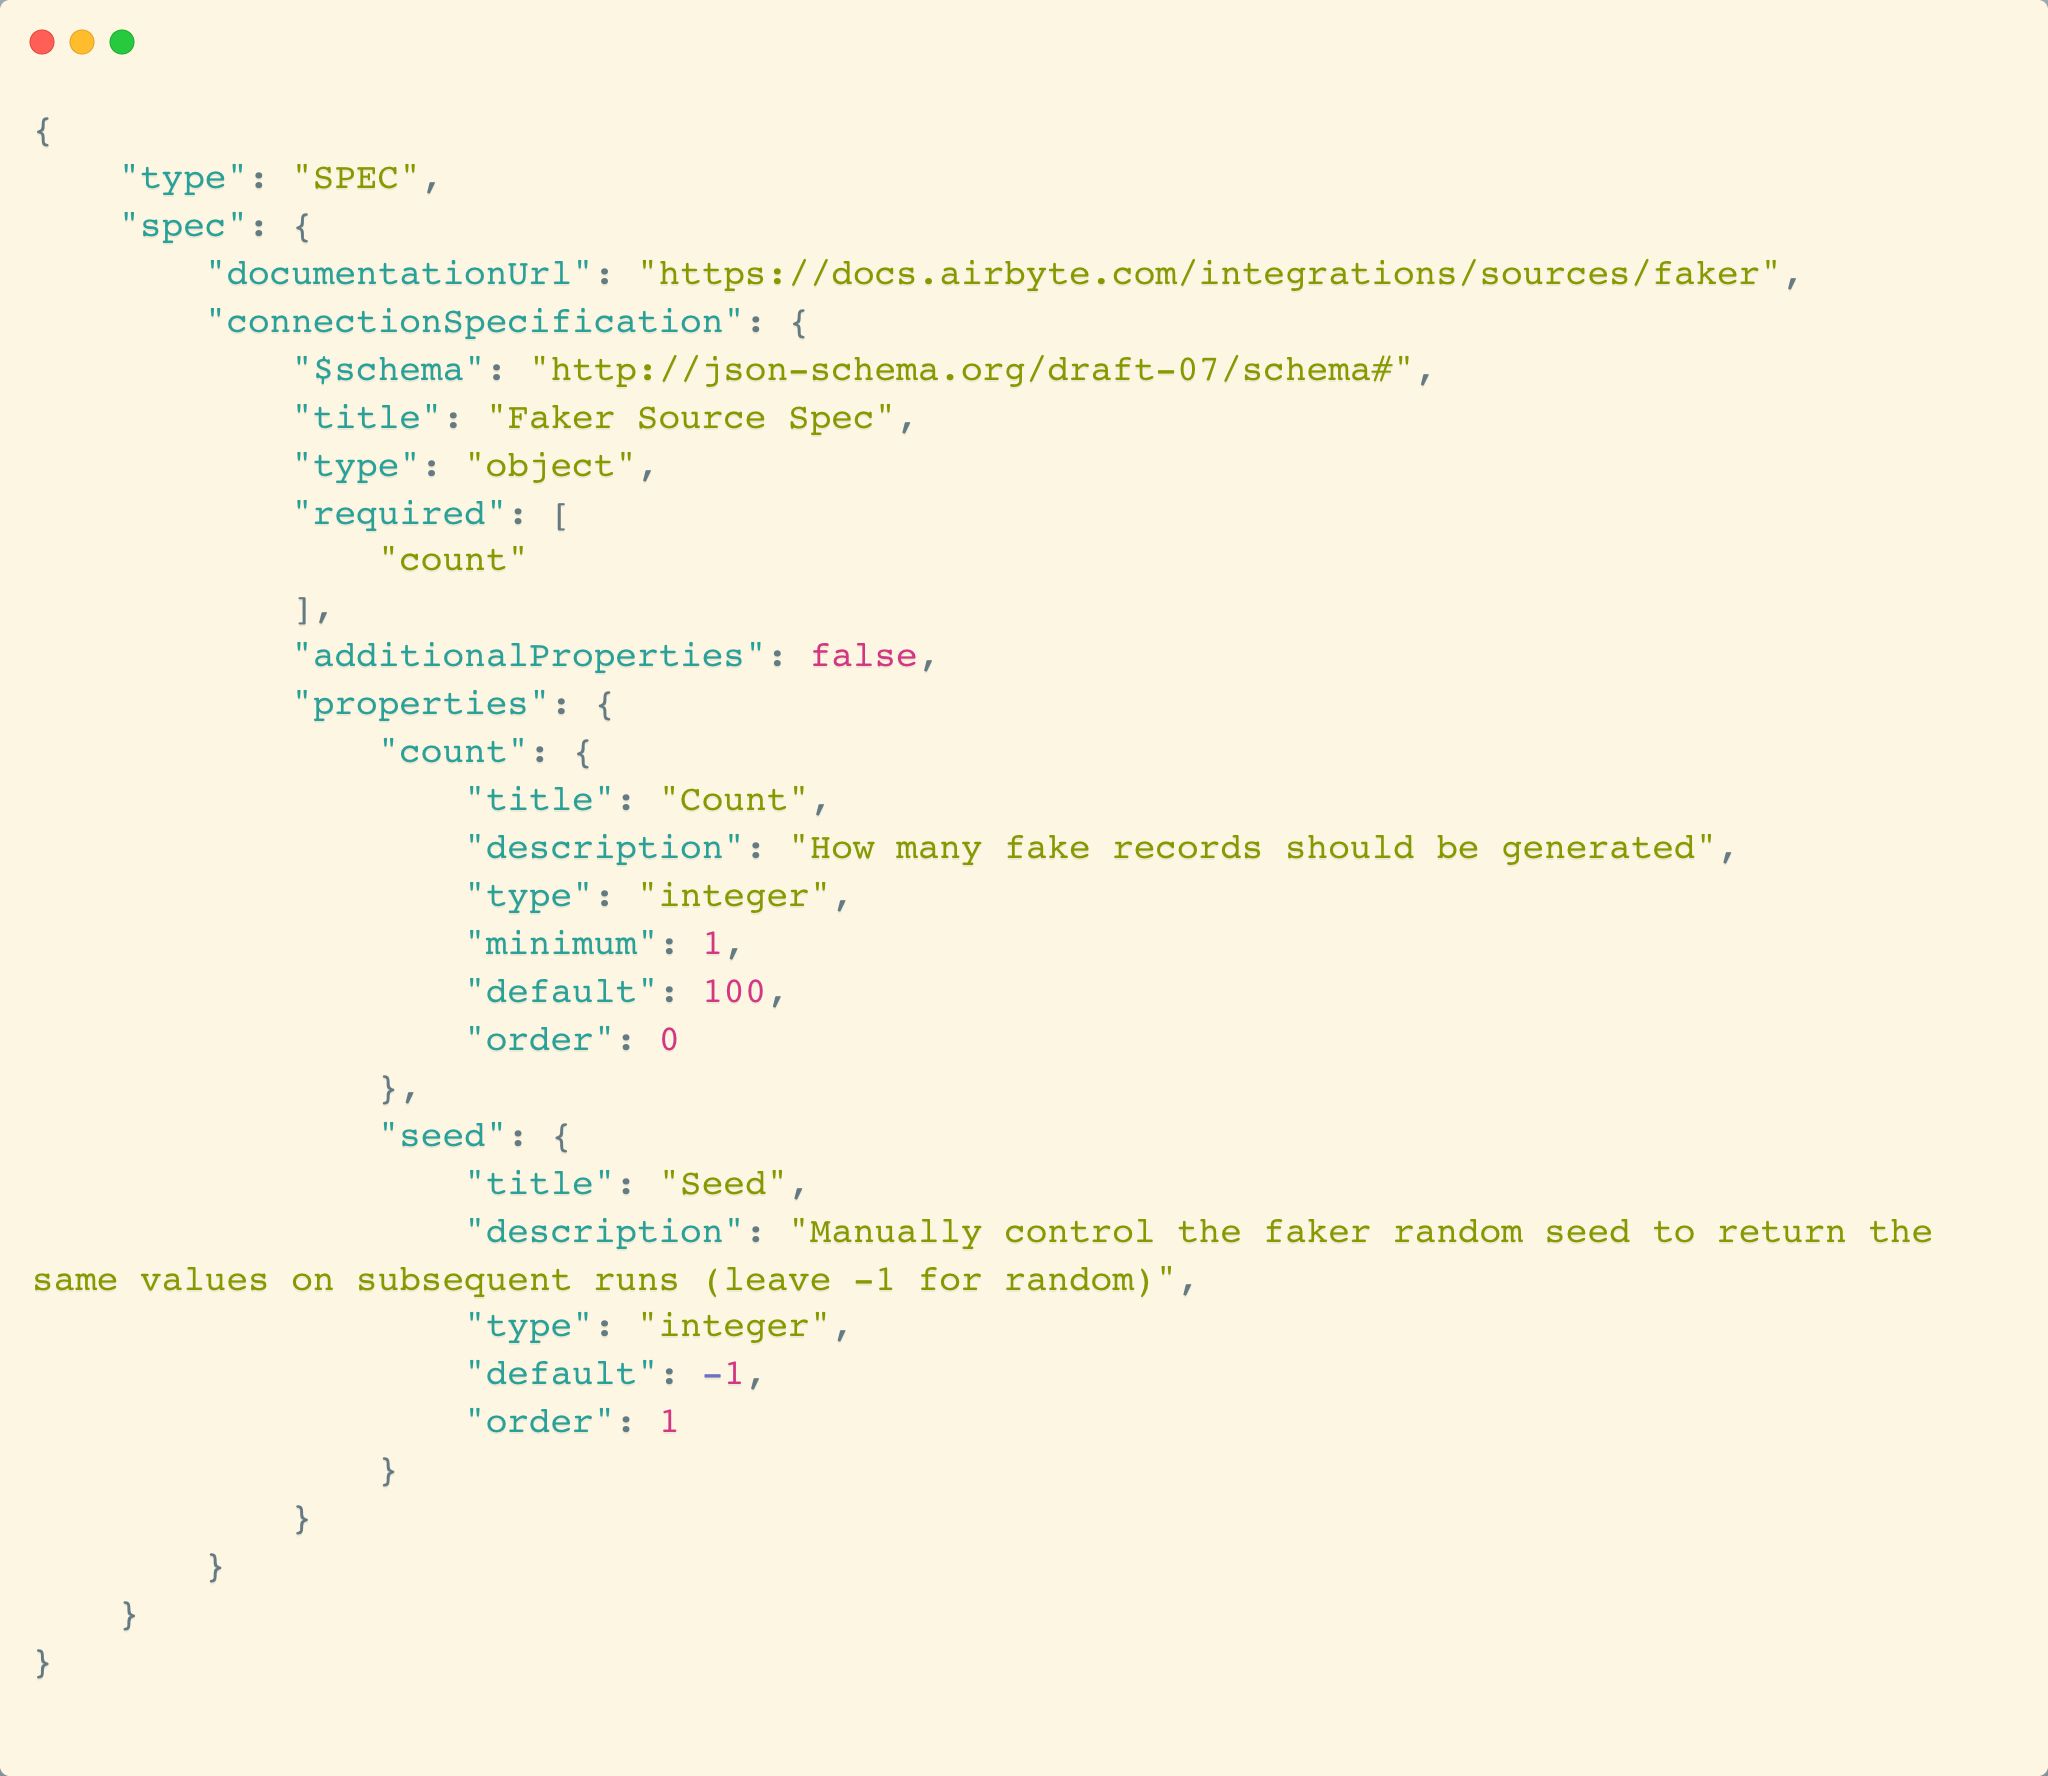 {
    "type": "SPEC",
    "spec": {
        "documentationUrl": "https://docs.airbyte.com/integrations/sources/faker",
        "connectionSpecification": {
            "$schema": "http://json-schema.org/draft-07/schema#",
            "title": "Faker Source Spec",
            "type": "object",
            "required": [
                "count"
            ],
            "additionalProperties": false,
            "properties": {
                "count": {
                    "title": "Count",
                    "description": "How many fake records should be generated",
                    "type": "integer",
                    "minimum": 1,
                    "default": 100,
                    "order": 0
                },
                "seed": {
                    "title": "Seed",
                    "description": "Manually control the faker random seed to return the
same values on subsequent runs (leave -1 for random)",
                    "type": "integer",
                    "default": -1,
                    "order": 1
                }
            }
        }
    }
}